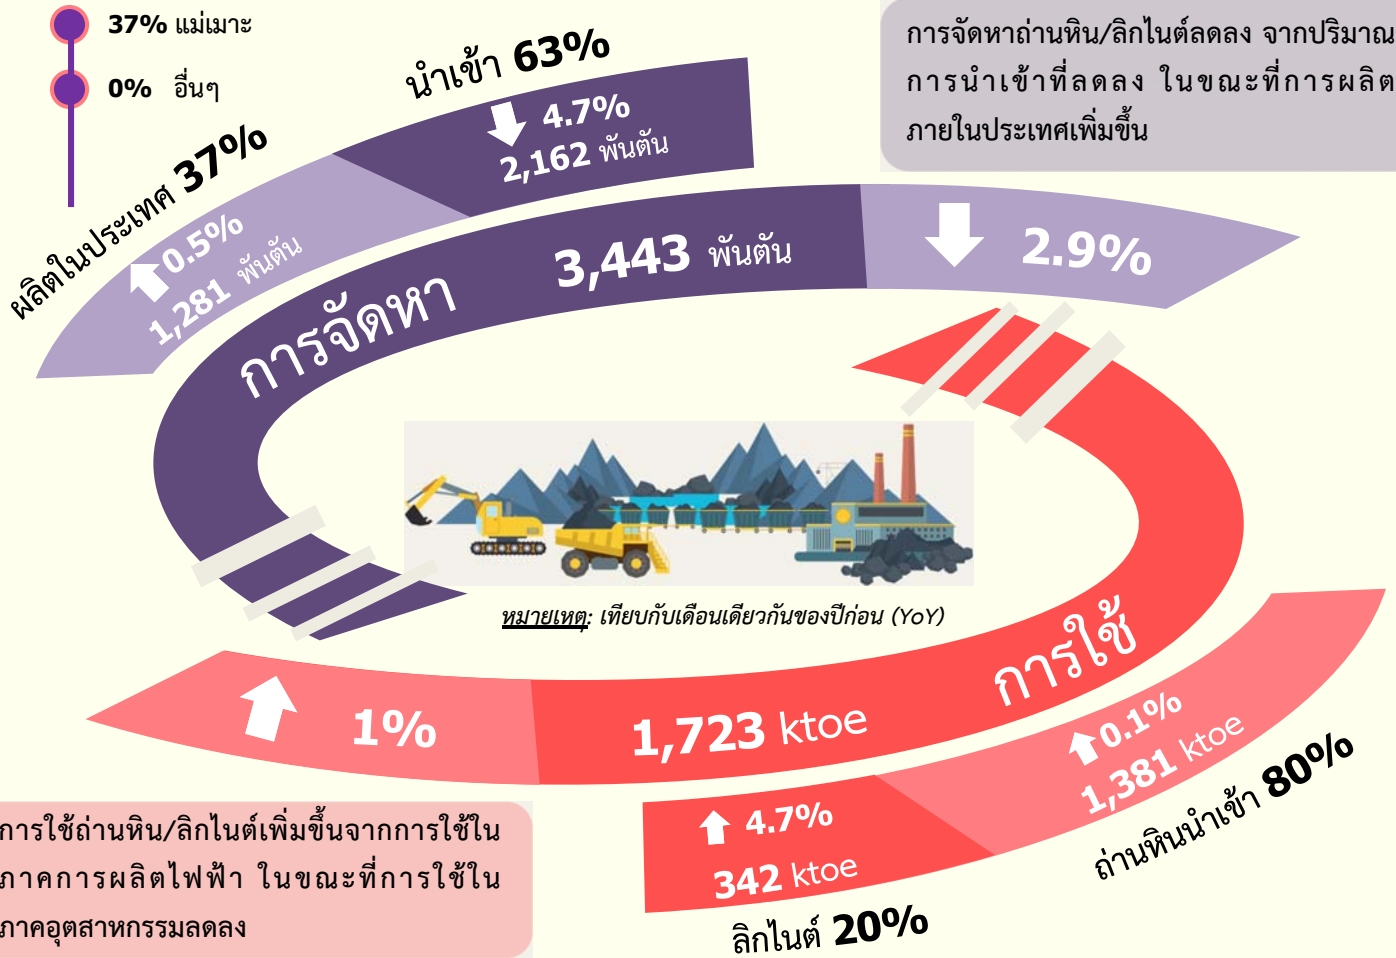 37% แม่เมาะ
0% อื่นๆ
นำเข้า 63%
4.7%
2,162 พันตัน
ผลิตในประเทศ 37%
0.5%
1,281 พันตัน
การจัดหาถ่านหิน/ลิกไนต์ลดลง จากปริมาณ
การนำเข้าที่ลดลง ในขณะที่การผลิต
ภายในประเทศเพิ่มขึ้น
การจัดหา
3,443 พันตัน
2.9%
หมายเหตุ: เทียบกับเดือนเดียวกันของปีก่อน (YoY)
การใช้
1,723 ktoe
1%
0.1%
1,381 ktoe
ถ่านหินนำเข้า 80%
4.7%
342 ktoe
ลิกไนต์ 20%
การใช้ถ่านหิน/ลิกไนต์เพิ่มขึ้นจากการใช้ใน
ภาคการผลิตไฟฟ้า ในขณะที่การใช้ใน
ภาคอุตสาหกรรมลดลง